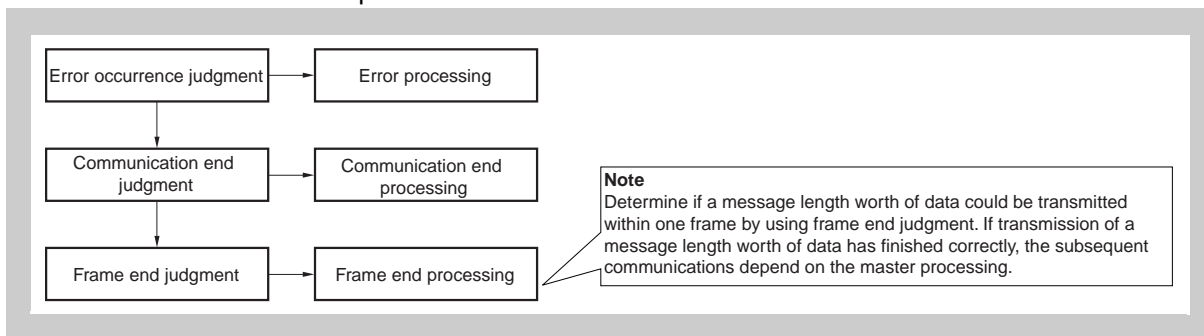 Error occurrence judgment
Error processing
Communication end
judgment
Communication end
processing
Frame end judgment
Frame end processing
Note
Determine if a message length worth of data could be transmitted
within one frame by using frame end judgment. If transmission of a
message length worth of data has finished correctly, the subsequent
communications depend on the master processing.